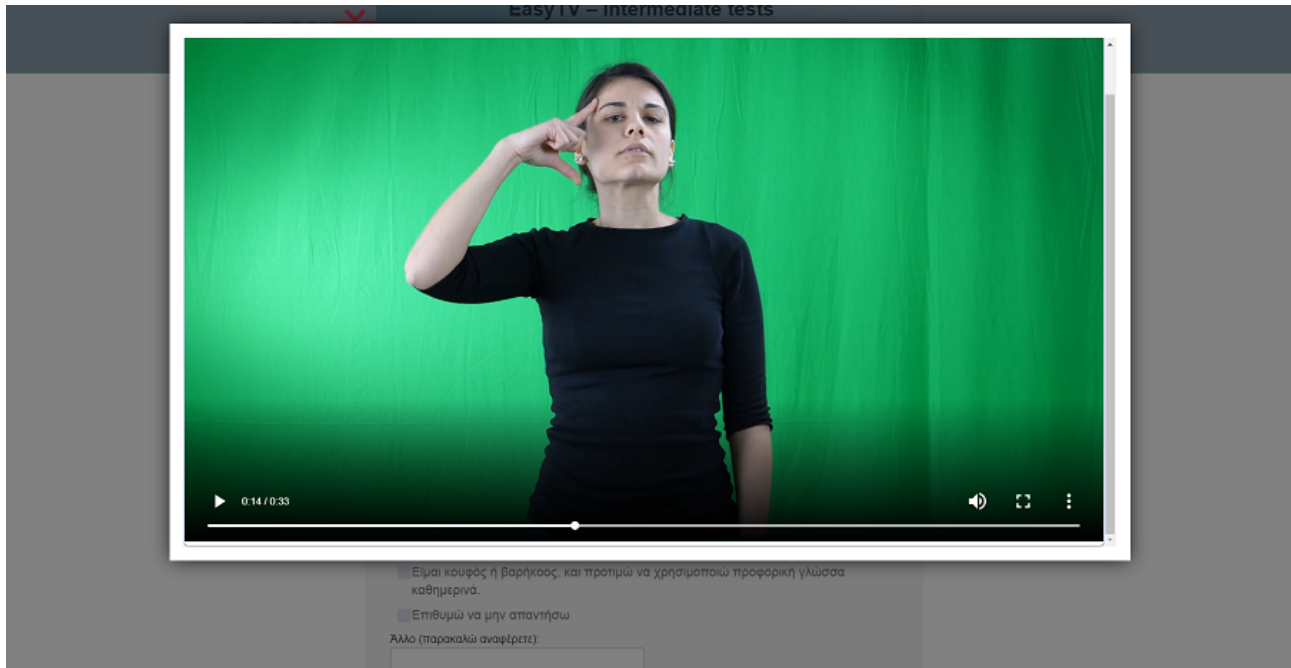 EasyTV – Intermediate tests
0:14 / 0:33
Είμαι κουφός ή βαρήκοος, και προτιμώ να χρησιμοποιώ προφορική γλώσσα
καθημερινά.
Επιθυμώ να μην απαντήσω
Άλλο (παρακαλώ αναφέρετε):